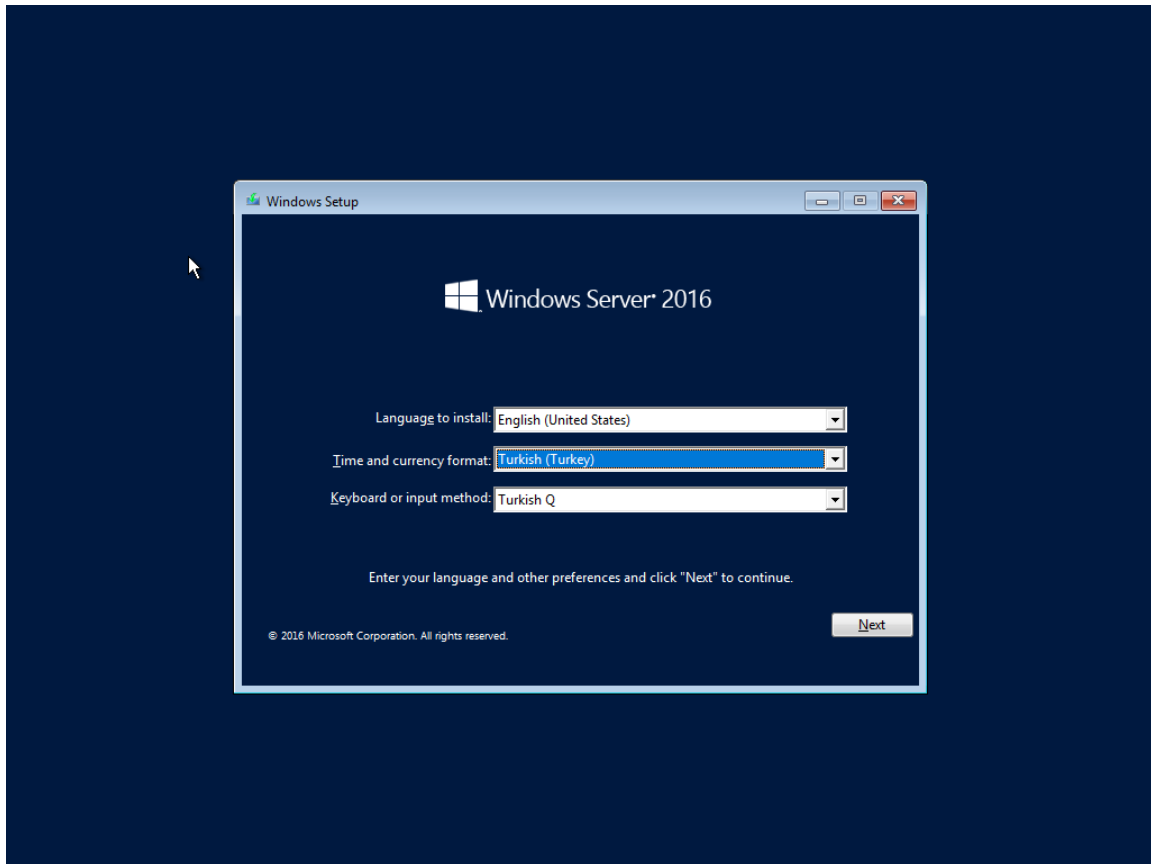 Windows Setup
Windows Server® 2016
Language to install: English (United States)
Time and currency format: Turkish (Turkey)
Keyboard or input method: Turkish Q
Enter your language and other preferences and click "Next" to continue.
Next
© 2016 Microsoft Corporation. All rights reserved.